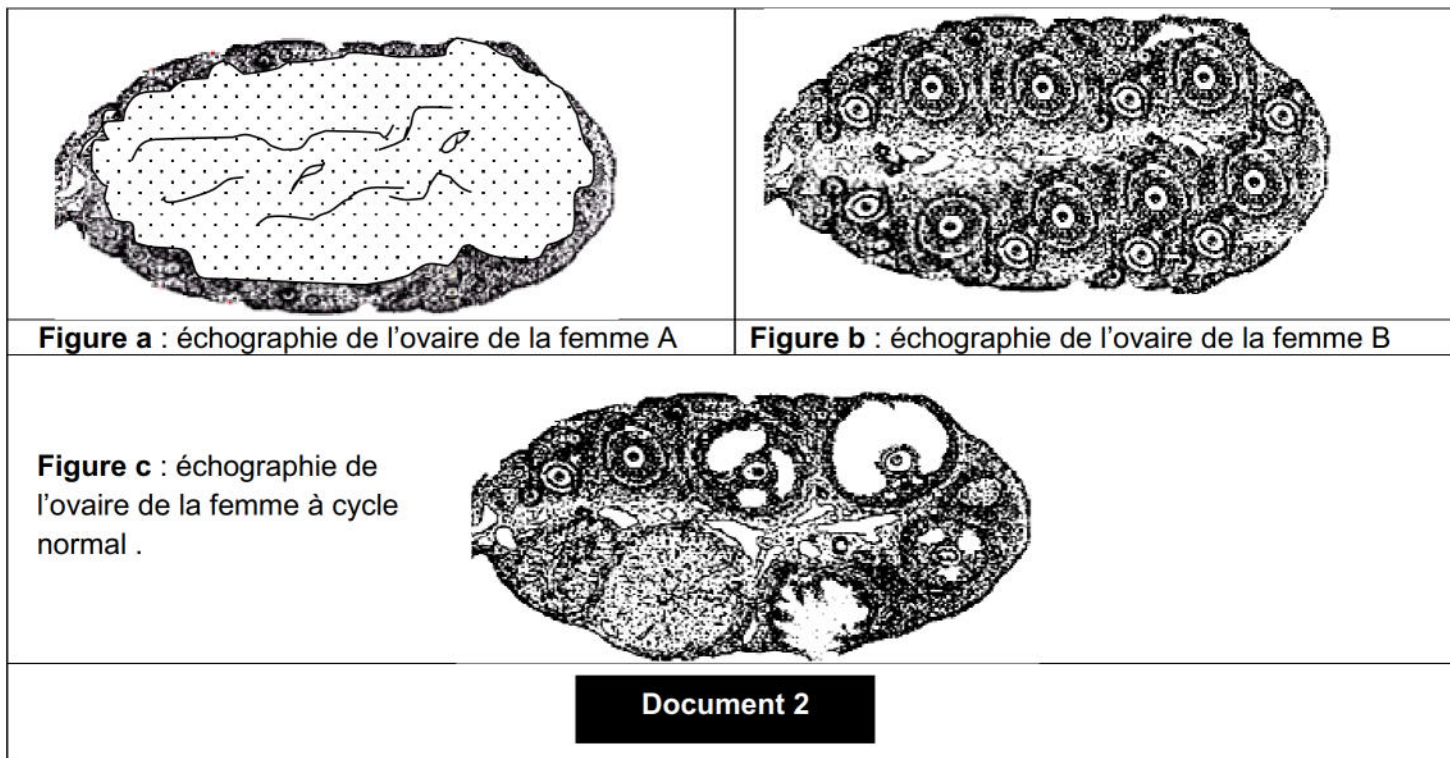 Figure a : échographie de l'ovaire de la femme A
Figure b : échographie de l'ovaire de la femme B
Figure c : échographie de
l'ovaire de la femme à cycle
normal .
Document 2